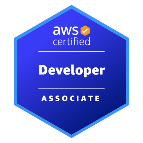 aws
certified
Developer
ASSOCIATE